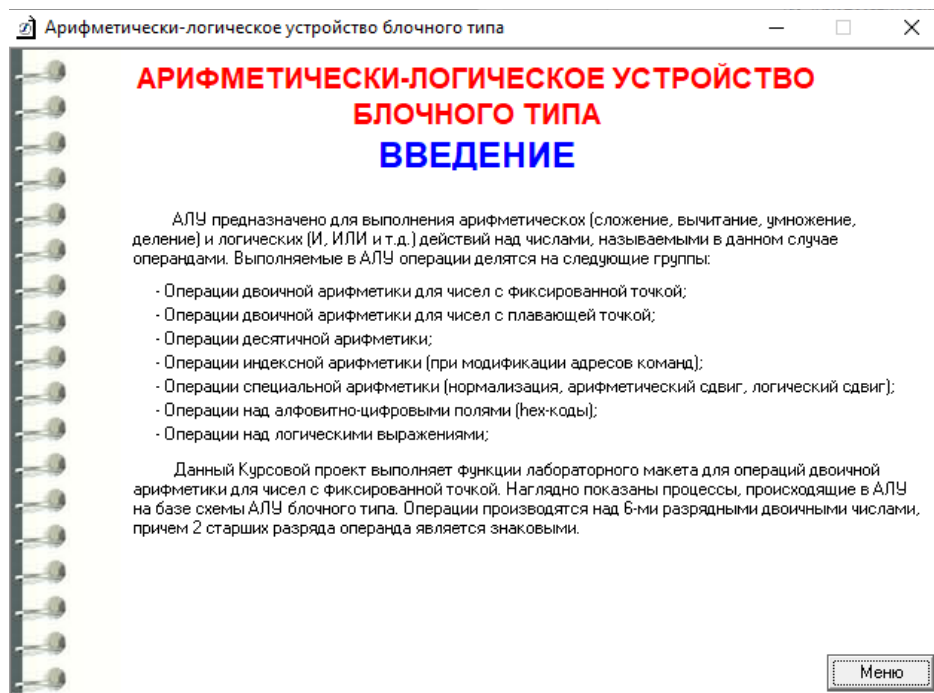 Арифметически-логическое устройство блочного типа
АРИФМЕТИЧЕСКИ-ЛОГИЧЕСКОЕ УСТРОЙСТВО
БЛОЧНОГО ТИПА
ВВЕДЕНИЕ
АЛУ предназначено для выполнения арифметическох (сложение, вычитание, умножение,
деление) и логических (И, ИЛИ и т.д.) действий над числами, называемыми в данном случае
операндами. Выполняемые в АЛУ операции делятся на следующие группы:
- Операции двоичной арифметики для чисел с фиксированной точкой;
- Операции двоичной арифметики для чисел с плавающей точкой;
- Операции десятичной арифметики;
- Операции индексной арифметики (при модификации адресов команд);
- Операции специальной арифметики (нормализация, арифметический сдвиг, логический сдвиг);
- Операции над алфовитно-цифровыми полями (hex-коды);
- Операции над логическими выражениями;
Данный Курсовой проект выполняет функции лабораторного макета для операций двоичной
арифметики для чисел с фиксированной точкой. Наглядно показаны процессы, происходящие в АЛУ
на базе схемы АЛУ блочного типа. Операции производятся над 6-ми разрядными двоичными числами,
причем 2 старших разряда операнда является знаковыми.
Меню